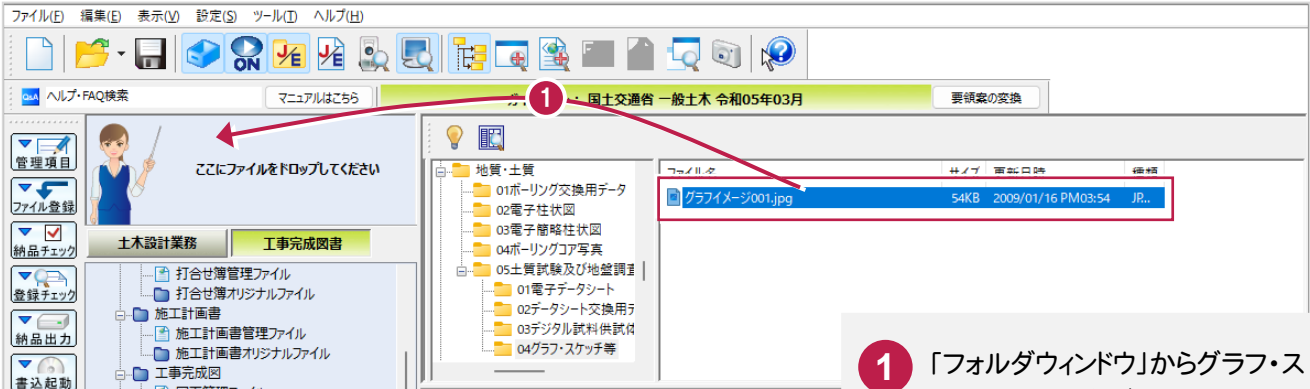 ファイル(F) 編集(E) 表示(V) 設定(S) ツール(T) ヘルプ(H)
ON J/E J/E
Q&A ヘルプ・FAQ検索 マニュアルはこちら 国土交通省 一般土木 令和05年03月 要領案の変換
1
管理項目
ファイル登録
納品チェック
登録チェック
納品出力
書込起動
ここにファイルをドロップしてください
土木設計業務 工事完成図書
打合せ簿管理ファイル
打合せ簿オリジナルファイル
施工計画書
施工計画書管理ファイル
施工計画書オリジナルファイル
工事完成図
地質・土質
01ボーリング交換用データ
02電子柱状図
03電子簡略柱状図
04ボーリングコア写真
05土質試験及び地盤調査
01電子データシート
02データシート交換用デ
03デジタル試料供試体
04グラフ・スケッチ等
ファイル名 サイズ 更新日時 種類
グラフイメージ001.jpg 54KB 2009/01/16 PM03:54 JP...
1 「フォルダウィンドウ」からグラフ・ス